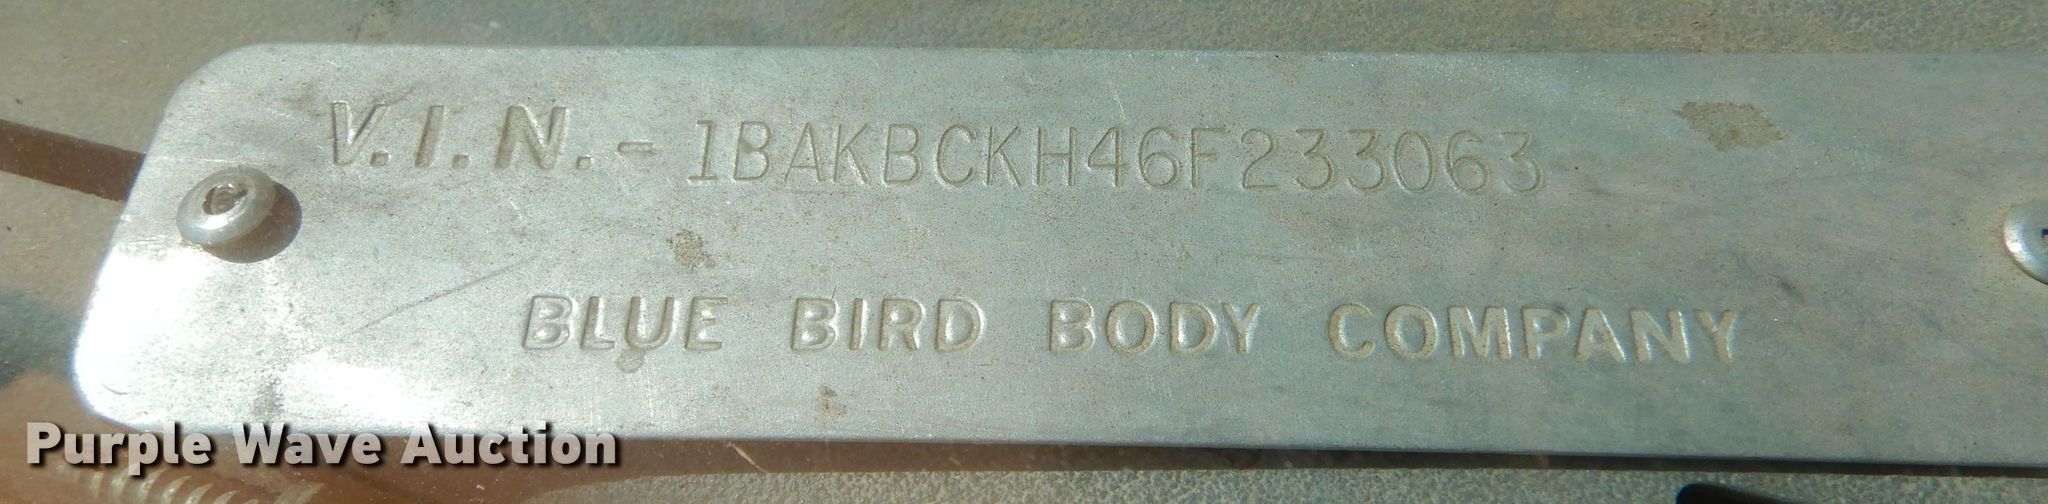 V.I.N.- 1BAKBCKH46F233063
BLUE BIRD BODY COMPANY
Purple Wave Auction